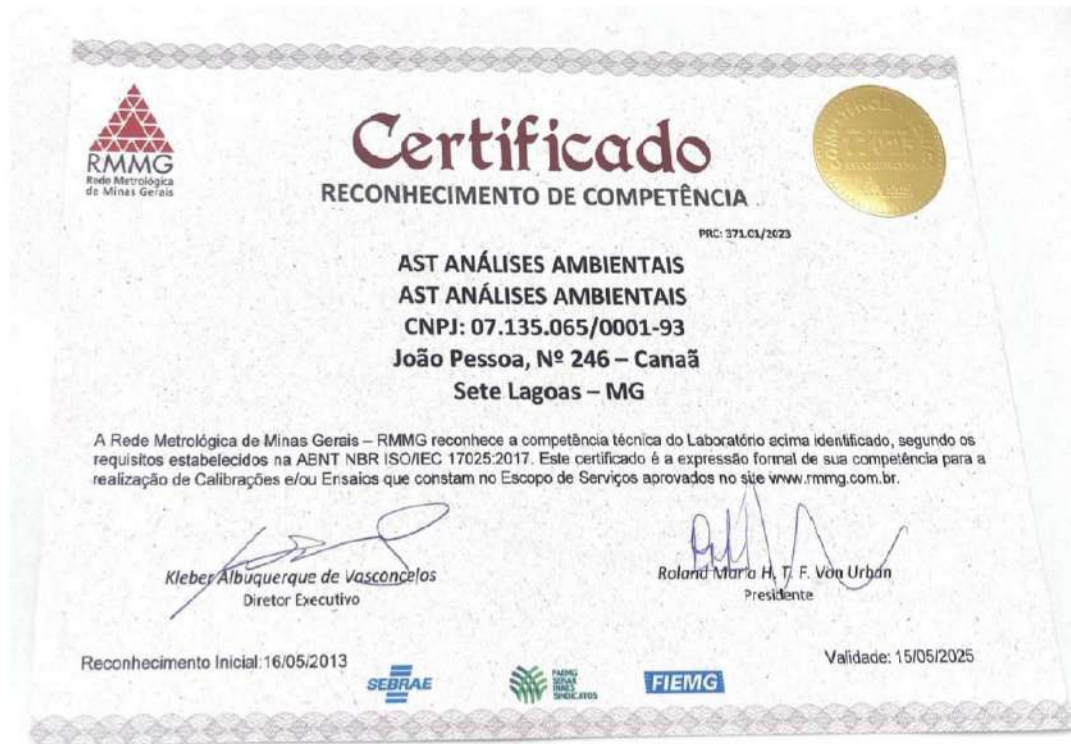 RMMG
Rede Metrológica
de Minas Gerais
Certificado
RECONHECIMENTO DE COMPETÊNCIA
PRC: 371.01/2023
AST ANÁLISES AMBIENTAIS
AST ANÁLISES AMBIENTAIS
CNPJ: 07.135.065/0001-93
João Pessoa, Nº 246 – Canaã
Sete Lagoas – MG
A Rede Metrológica de Minas Gerais – RMMG reconhece a competência técnica do Laboratório acima identificado, segundo os
requisitos estabelecidos na ABNT NBR ISO/IEC 17025:2017. Este certificado é a expressão formal de sua competência para a
realização de Calibrações e/ou Ensaios que constam no Escopo de Serviços aprovados no site www.rmmg.com.br.
Kleber Albuquerque de Vasconcelos
Diretor Executivo
Roland Maria H. T. F. Von Urban
Presidente
Reconhecimento Inicial:16/05/2013
Validade: 15/05/2025
SEBRAE
FAEMG
SENAR
INAES
SINDICATOS
FIEMG